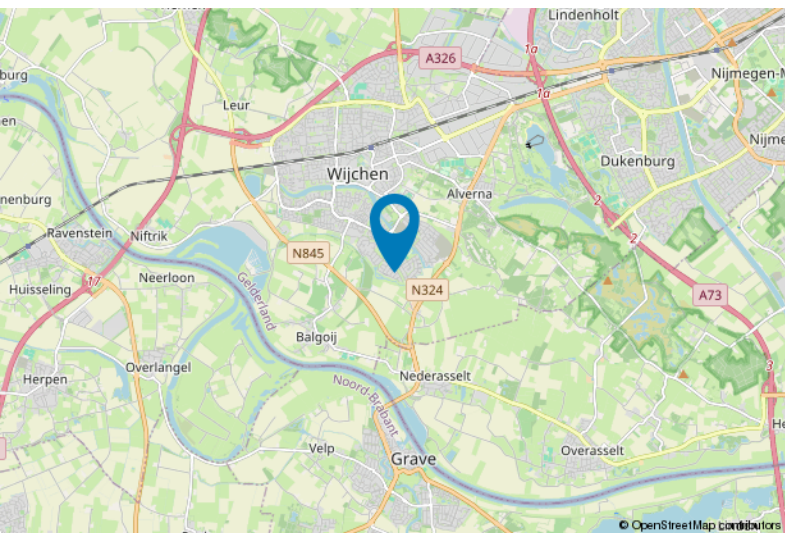 Lindenholt
1a
A326
Nijmegen-
burg
Leur
1a
en
Nijme
Dukenburg
Wijchen
Alverna
nenburg
2
Ravenstein
Niftrik
2
N845
Neerloon
17
Huisseling
Gelderland
N324
A73
Balgoij
Overlangel
3
Herpen
Nederasselt
Noord-Brabant
He
Velp
Overasselt
Grave
© OpenStreetMap contributors